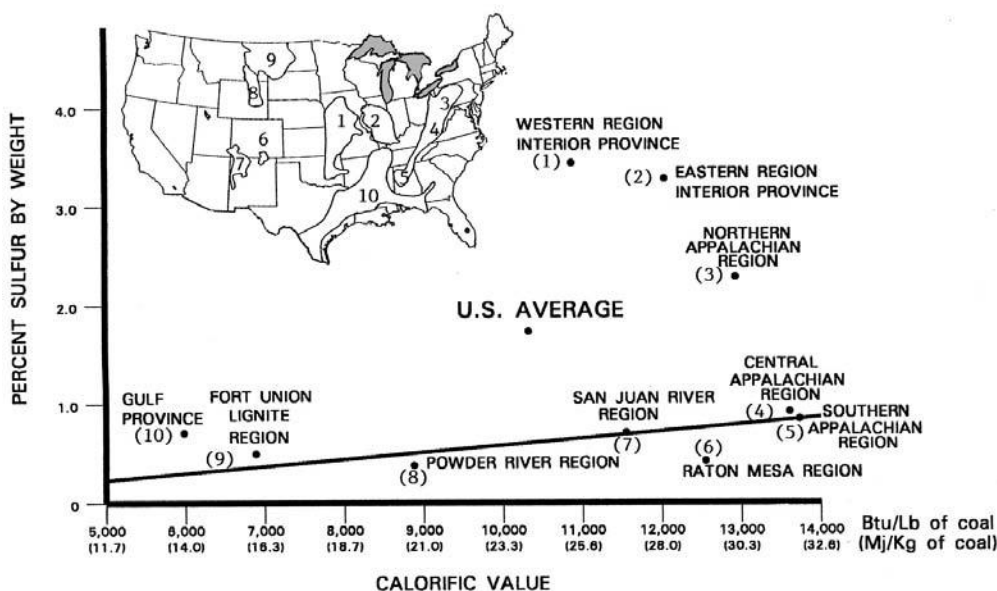 PERCENT SULFUR BY WEIGHT
4.0
3.0
2.0
1.0
0
9
8
1
2
3
4
6
7
10
WESTERN REGION
INTERIOR PROVINCE
(1)
(2)
EASTERN REGION
INTERIOR PROVINCE
NORTHERN
APPALACHIAN
REGION
(3)
U.S. AVERAGE
CENTRAL
APPALACHIAN
REGION
(4)
SOUTHERN
APPALACHIAN
REGION
(5)
SAN JUAN RIVER
REGION
(7)
(6)
RATON MESA REGION
GULF
PROVINCE
(10)
FORT UNION
LIGNITE
REGION
(9)
POWDER RIVER REGION
(8)
5,000 6,000 7,000 8,000 9,000 10,000 11,000 12,000 13,000 14,000 Btu/Lb of coal
(11.7) (14.0) (16.3) (18.7) (21.0) (23.3) (25.6) (28.0) (30.3) (32.6) (Mj/Kg of coal)
CALORIFIC VALUE